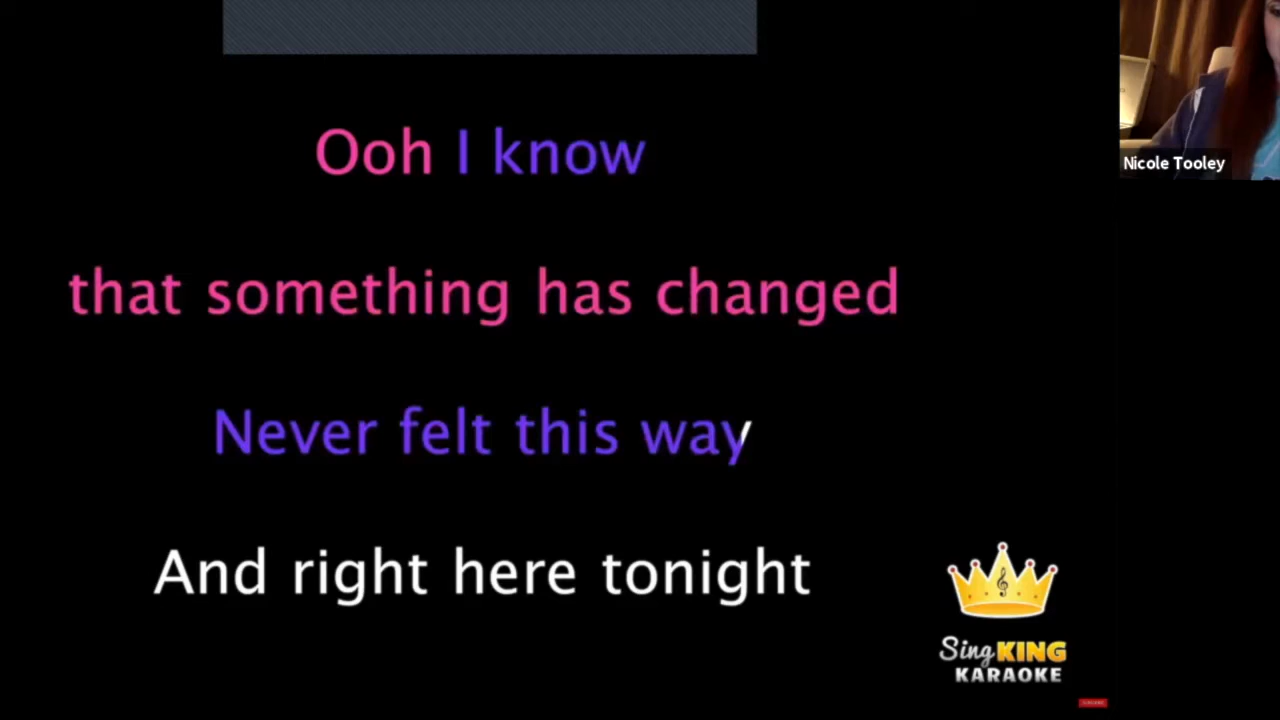 Ooh I know
that something has changed
Never felt this way
And right here tonight
Nicole Tooley
Sing KING
KARAOKE